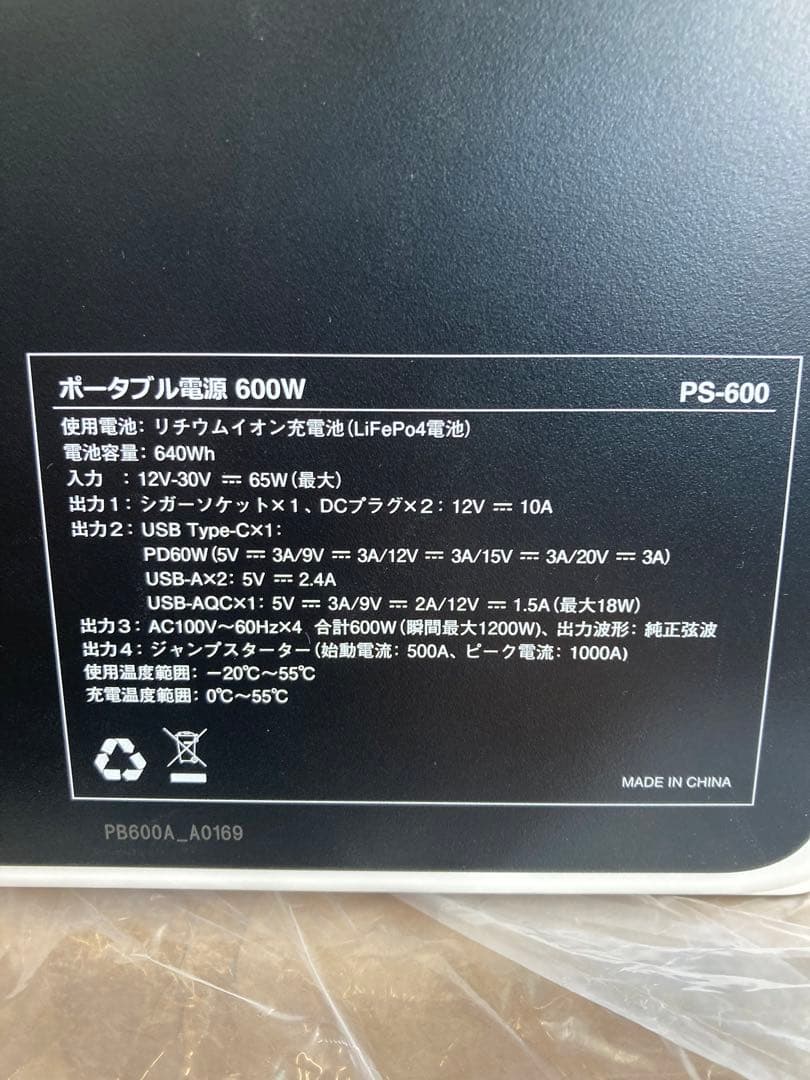 ポータブル電源 600W PS-600
使用電池: リチウムイオン充電池(LiFePo4電池)
電池容量: 640Wh
入力 : 12V-30V ⎓ 65W(最大)
出力1: シガーソケット×1、DCプラグ×2: 12V ⎓ 10A
出力2: USB Type-C×1:
PD60W(5V ⎓ 3A/9V ⎓ 3A/12V ⎓ 3A/15V ⎓ 3A/20V ⎓ 3A)
USB-A×2: 5V ⎓ 2.4A
USB-AQC×1: 5V ⎓ 3A/9V ⎓ 2A/12V ⎓ 1.5A(最大18W)
出力3: AC100V〜60Hz×4 合計600W(瞬間最大1200W)、出力波形: 純正弦波
出力4: ジャンプスターター(始動電流: 500A、ピーク電流: 1000A)
使用温度範囲: −20℃〜55℃
充電温度範囲: 0℃〜55℃
MADE IN CHINA
PB600A_A0169